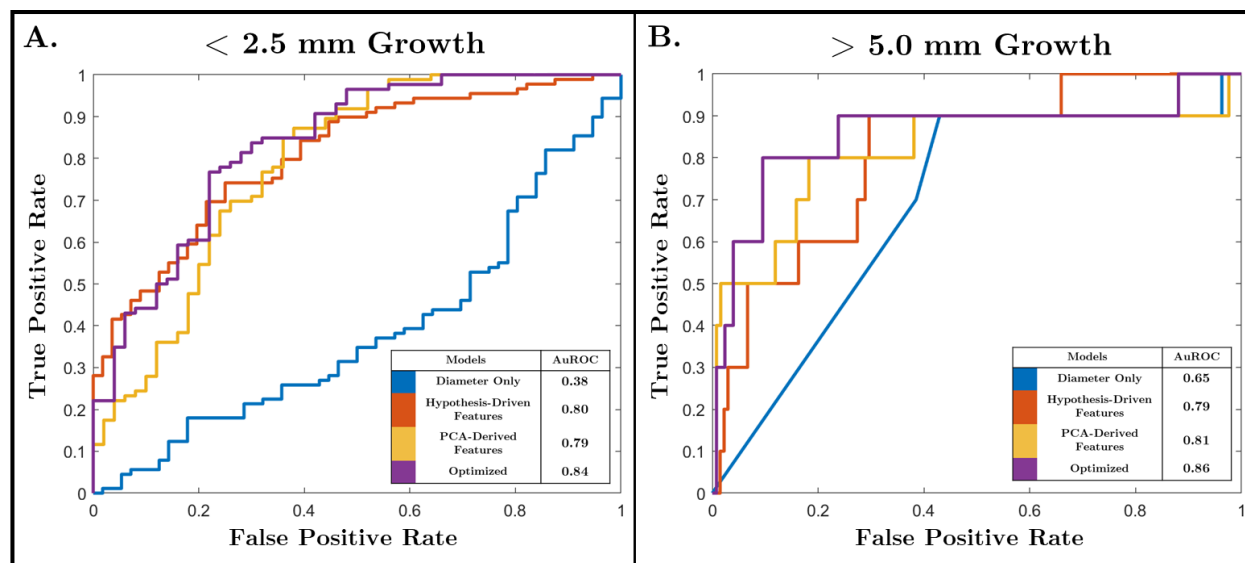 A.
< 2.5 mm Growth
1
0.9
0.8
0.7
0.6
0.5
0.4
0.3
0.2
0.1
0
True Positive Rate
0
0.2
0.4
0.6
0.8
1
False Positive Rate
Models AuROC
Diameter Only 0.38
Hypothesis-Driven
Features 0.80
PCA-Derived
Features 0.79
Optimized 0.84
B.
> 5.0 mm Growth
1
0.9
0.8
0.7
0.6
0.5
0.4
0.3
0.2
0.1
0
True Positive Rate
0
0.2
0.4
0.6
0.8
1
False Positive Rate
Models AuROC
Diameter Only 0.65
Hypothesis-Driven
Features 0.79
PCA-Derived
Features 0.81
Optimized 0.86